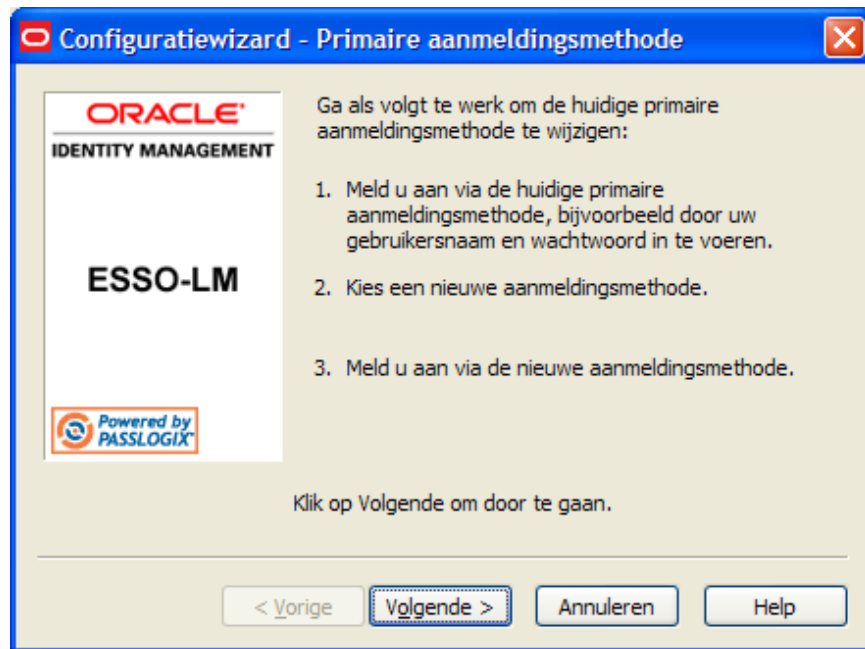 Configuratiewizard - Primaire aanmeldingsmethode
ORACLE
IDENTITY MANAGEMENT
ESSO-LM
Powered by
PASSLOGIX
Ga als volgt te werk om de huidige primaire
aanmeldingsmethode te wijzigen:
1. Meld u aan via de huidige primaire
aanmeldingsmethode, bijvoorbeeld door uw
gebruikersnaam en wachtwoord in te voeren.
2. Kies een nieuwe aanmeldingsmethode.
3. Meld u aan via de nieuwe aanmeldingsmethode.
Klik op Volgende om door te gaan.
< Vorige
Volgende >
Annuleren
Help